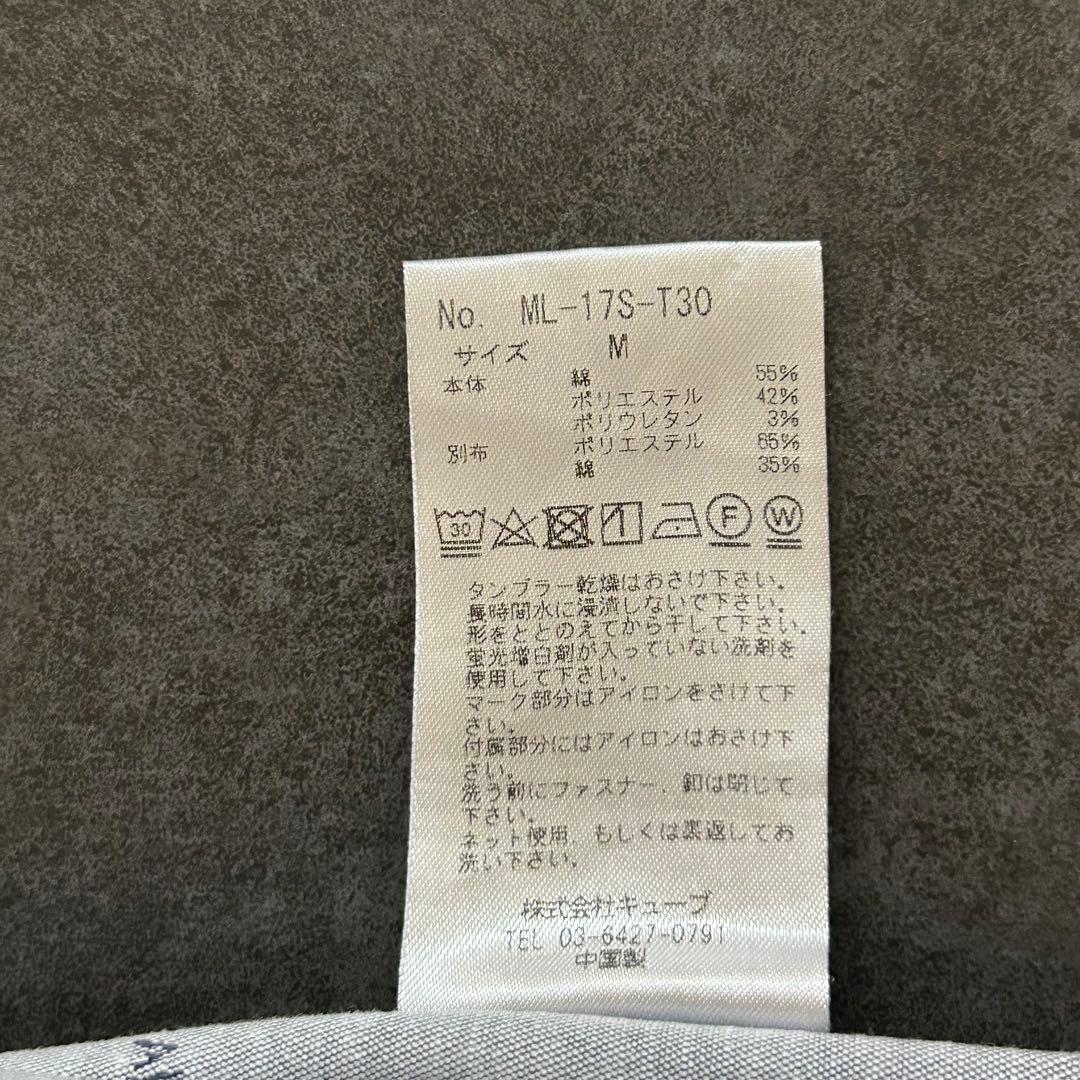 No. ML-17S-T30
サイズ M
本体 綿 55%
ポリエステル 42%
ポリウレタン 3%
別布 ポリエステル 65%
綿 35%
30 F W
タンブラー乾燥はおさけ下さい。
長時間水に浸漬しないで下さい。
形をととのえてから干して下さい。
蛍光増白剤が入っていない洗剤を
使用して下さい。
マーク部分はアイロンをさけて下
さい。
付属部分にはアイロンはおさけ下
さい。
洗う前にファスナー、釦は閉じて
下さい。
ネット使用、もしくは裏返してお
洗い下さい。
株式会社キューブ
TEL 03-6427-0791
中国製